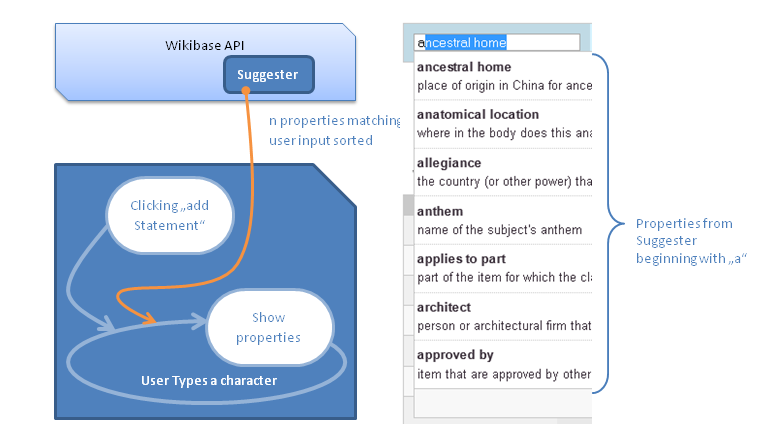 Wikibase API
Suggester
n properties matching
user input sorted
Clicking „add
Statement“
Show
properties
User Types a character
ancestral home
ancestral home
place of origin in China for ance
anatomical location
where in the body does this ana
allegiance
the country (or other power) tha
anthem
name of the subject's anthem
applies to part
part of the item for which the cla
architect
person or architectural firm that
approved by
item that are approved by other
Properties from
Suggester
beginning with „a“